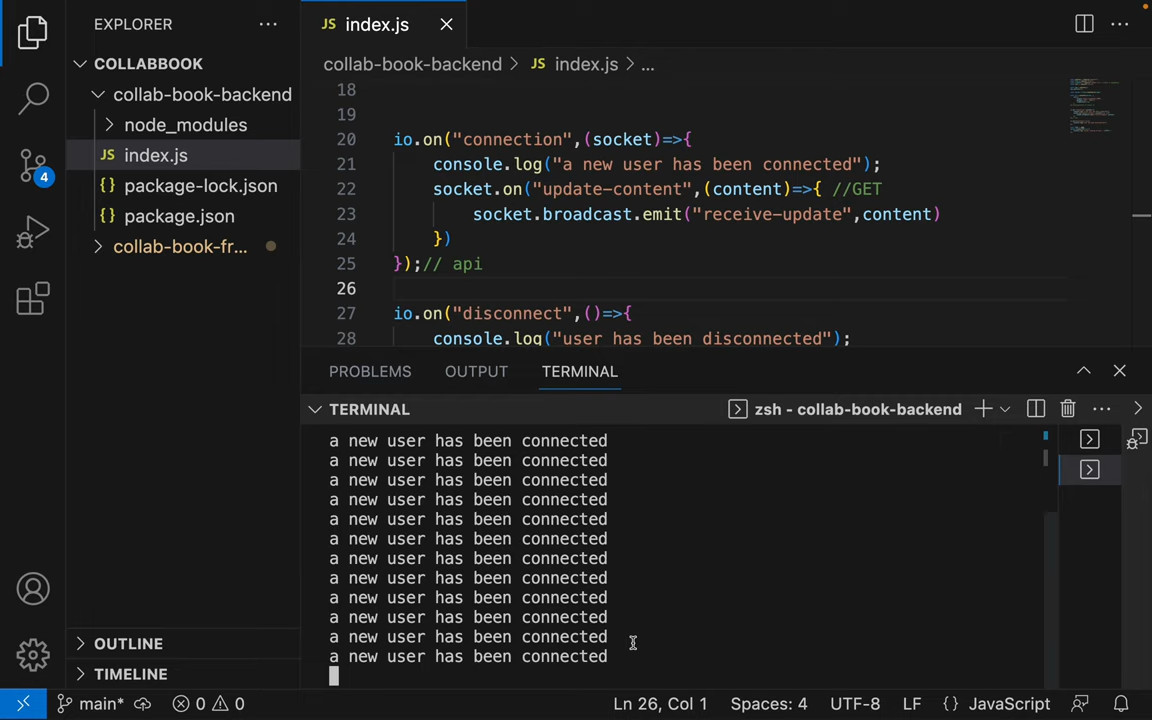 EXPLORER
COLLABBOOK
collab-book-backend
node_modules
JS index.js
{} package-lock.json
{} package.json
collab-book-fr...
OUTLINE
TIMELINE
4
JS index.js
collab-book-backend > JS index.js > ...
18
19
20 io.on("connection",(socket)=>{
21 console.log("a new user has been connected");
22 socket.on("update-content",(content)=>{ //GET
23 socket.broadcast.emit("receive-update",content)
24 })
25 });// api
26
27 io.on("disconnect",()=>{
28 console.log("user has been disconnected");
PROBLEMS OUTPUT TERMINAL
TERMINAL
zsh - collab-book-backend
a new user has been connected
a new user has been connected
a new user has been connected
a new user has been connected
a new user has been connected
a new user has been connected
a new user has been connected
a new user has been connected
a new user has been connected
a new user has been connected
a new user has been connected
a new user has been connected
main* 0 0 Ln 26, Col 1 Spaces: 4 UTF-8 LF {} JavaScript